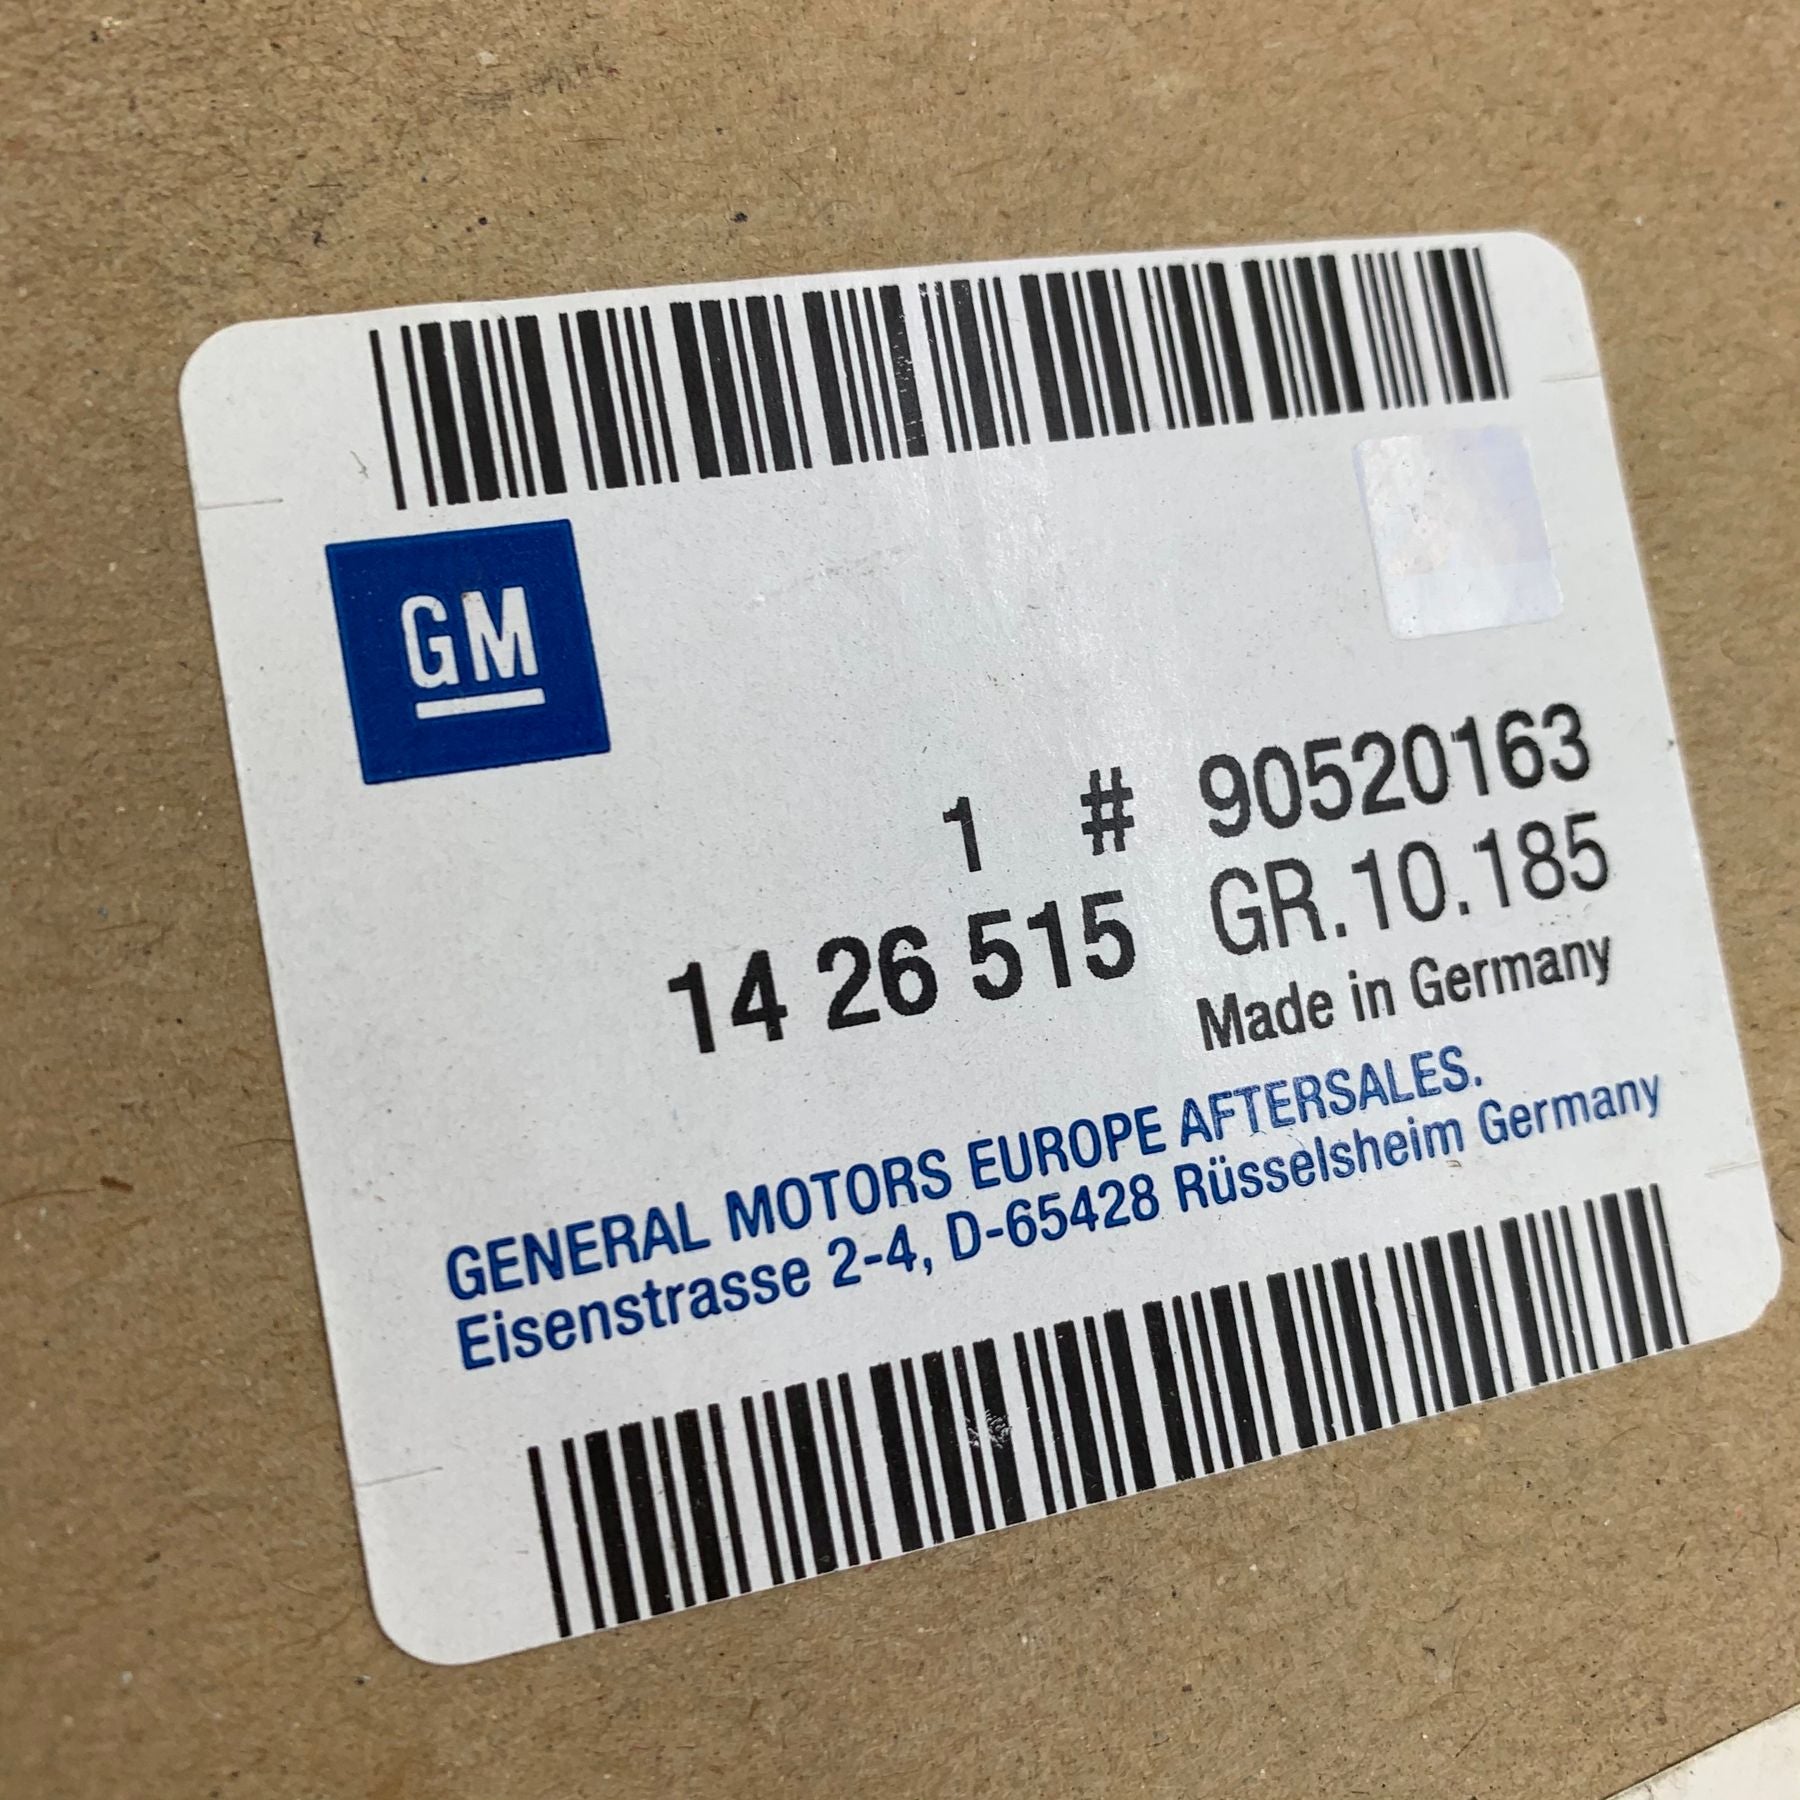 GM
1 # 90520163
14 26 515 GR.10.185
Made in Germany
GENERAL MOTORS EUROPE AFTERSALES.
Eisenstrasse 2-4, D-65428 Rüsselsheim Germany